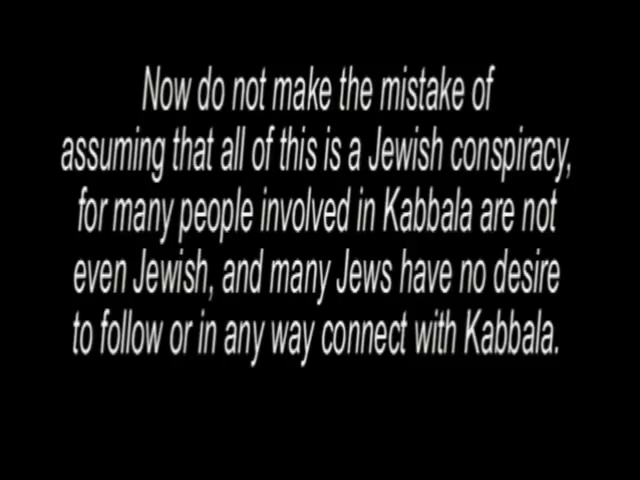 Now do not make the mistake of
assuming that all of this is a Jewish conspiracy,
for many people involved in Kabbala are not
even Jewish, and many Jews have no desire
to follow or in any way connect with Kabbala.